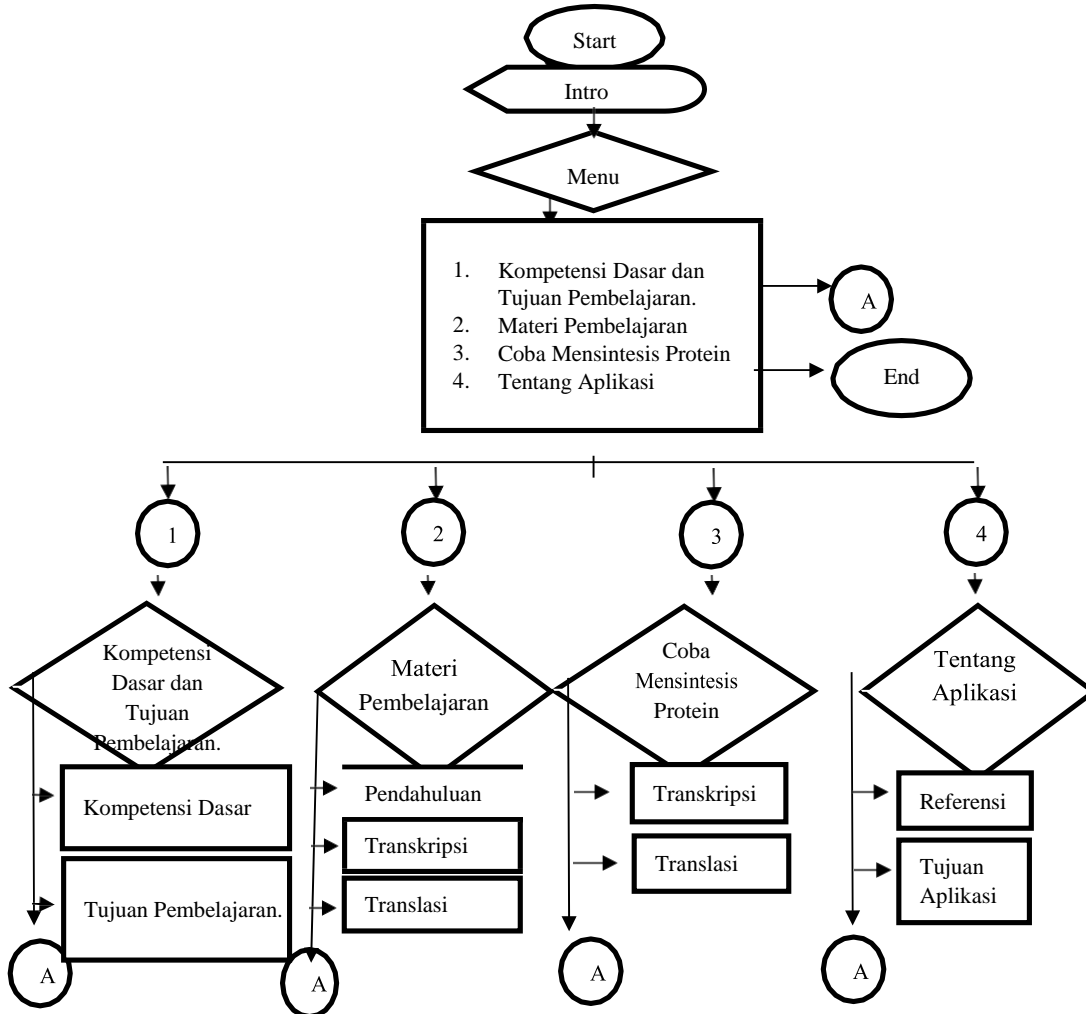 Start
Intro
Menu
1. Kompetensi Dasar dan
Tujuan Pembelajaran.
2. Materi Pembelajaran
3. Coba Mensintesis Protein
4. Tentang Aplikasi
A
End
1
2
3
4
Kompetensi
Dasar dan
Tujuan
Pembelajaran.
Materi
Pembelajaran
Coba
Mensintesis
Protein
Tentang
Aplikasi
Kompetensi Dasar
Tujuan Pembelajaran.
Pendahuluan
Transkripsi
Translasi
Transkripsi
Translasi
Referensi
Tujuan
Aplikasi
A
A
A
A